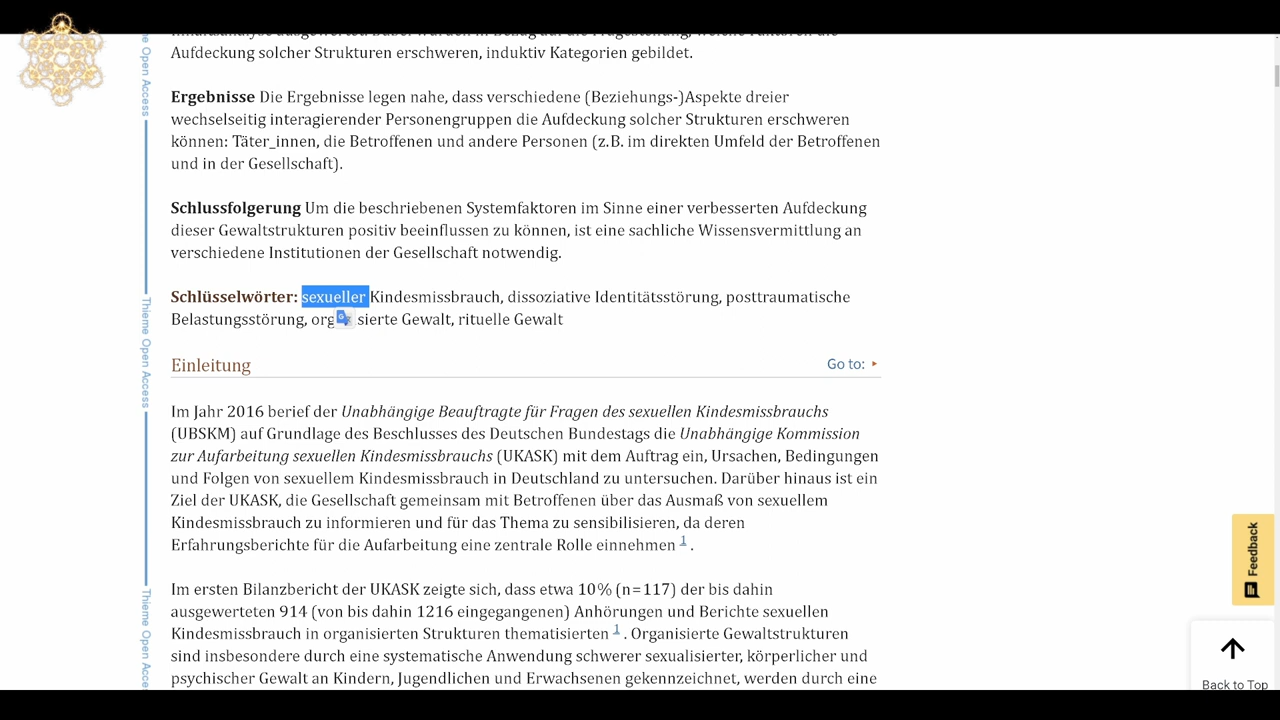 Aufdeckung solcher Strukturen erschweren, induktiv Kategorien gebildet.
Ergebnisse Die Ergebnisse legen nahe, dass verschiedene (Beziehungs-)Aspekte dreier
wechselseitig interagierender Personengruppen die Aufdeckung solcher Strukturen erschweren
können: Täter_innen, die Betroffenen und andere Personen (z.B. im direkten Umfeld der Betroffenen
und in der Gesellschaft).
Schlussfolgerung Um die beschriebenen Systemfaktoren im Sinne einer verbesserten Aufdeckung
dieser Gewaltstrukturen positiv beeinflussen zu können, ist eine sachliche Wissensvermittlung an
verschiedene Institutionen der Gesellschaft notwendig.
Schlüsselwörter: sexueller Kindesmissbrauch, dissoziative Identitätsstörung, posttraumatische
Belastungsstörung, org sierte Gewalt, rituelle Gewalt
Einleitung
Go to:
Im Jahr 2016 berief der Unabhängige Beauftragte für Fragen des sexuellen Kindesmissbrauchs
(UBSKM) auf Grundlage des Beschlusses des Deutschen Bundestags die Unabhängige Kommission
zur Aufarbeitung sexuellen Kindesmissbrauchs (UKASK) mit dem Auftrag ein, Ursachen, Bedingungen
und Folgen von sexuellem Kindesmissbrauch in Deutschland zu untersuchen. Darüber hinaus ist ein
Ziel der UKASK, die Gesellschaft gemeinsam mit Betroffenen über das Ausmaß von sexuellem
Kindesmissbrauch zu informieren und für das Thema zu sensibilisieren, da deren
Erfahrungsberichte für die Aufarbeitung eine zentrale Rolle einnehmen 1 .
Im ersten Bilanzbericht der UKASK zeigte sich, dass etwa 10% (n=117) der bis dahin
ausgewerteten 914 (von bis dahin 1216 eingegangenen) Anhörungen und Berichte sexuellen
Kindesmissbrauch in organisierten Strukturen thematisierten 1 . Organisierte Gewaltstrukturen
sind insbesondere durch eine systematische Anwendung schwerer sexualisierter, körperlicher und
psychischer Gewalt an Kindern, Jugendlichen und Erwachsenen gekennzeichnet, werden durch eine
Open Access
Thieme Open Access
Thieme Open Access
Thieme Open
Feedback
Back to Top